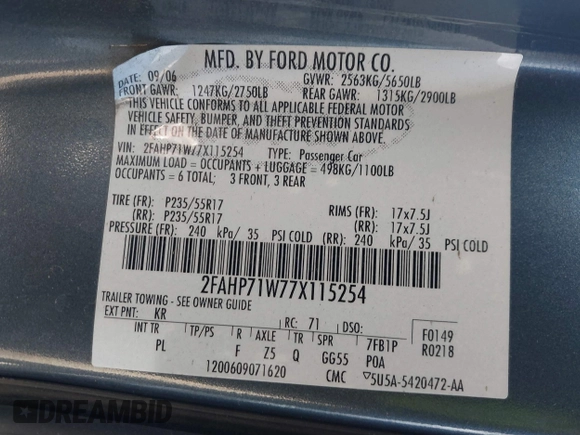 MFD. BY FORD MOTOR CO.
DATE: 09/06 GVWR: 2563KG/5650LB
FRONT GAWR: 1247KG/2750LB REAR GAWR: 1315KG/2900LB
THIS VEHICLE CONFORMS TO ALL APPLICABLE FEDERAL MOTOR
VEHICLE SAFETY, BUMPER, AND THEFT PREVENTION STANDARDS
IN EFFECT ON THE DATE OF MANUFACTURE SHOWN ABOVE.
VIN: 2FAHP71W77X115254 TYPE: Passenger Car
MAXIMUM LOAD = OCCUPANTS + LUGGAGE = 498KG/1100LB
OCCUPANTS = 6 TOTAL; 3 FRONT, 3 REAR
TIRE (FR): P235/55R17 RIMS (FR): 17x7.5J
(RR): P235/55R17 (RR): 17x7.5J
PRESSURE (FR): 240 kPa/ 35 PSI COLD (RR): 240 kPa/ 35 PSI COLD
2FAHP71W77X115254
TRAILER TOWING - SEE OWNER GUIDE
EXT PNT: KR RC: 71 DSO: F0149
R0218
INT TR TP/PS R AXLE TR SPR 7FB1P
PL F Z5 Q GG55 POA
1200609071620 CMC 5U5A-5420472-AA
DREAMBID